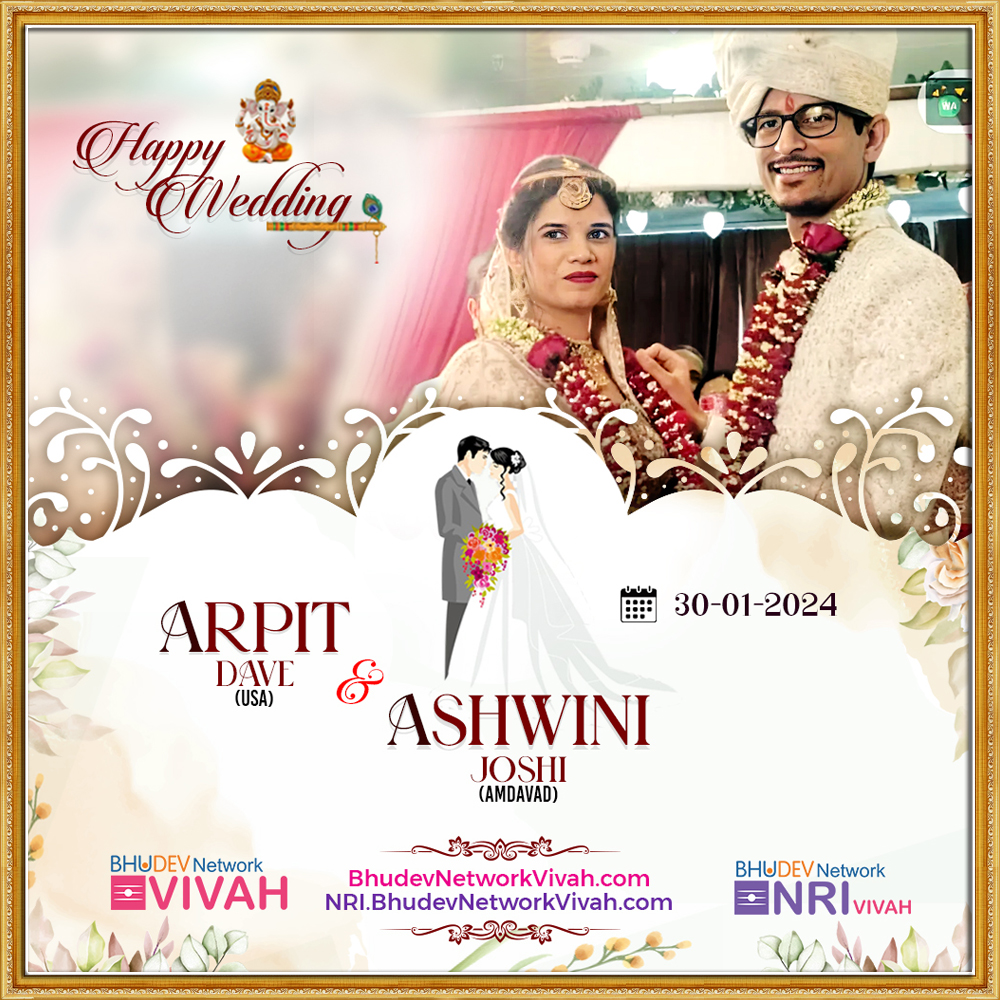 Happy
Wedding
WA
ARPIT
DAVE
(USA)
&
ASHWINI
JOSHI
(AMDAVAD)
30-01-2024
BHUDEV Network
VIVAH
BhudevNetworkVivah.com
NRI.BhudevNetworkVivah.com
BHUDEV Network
NRI VIVAH